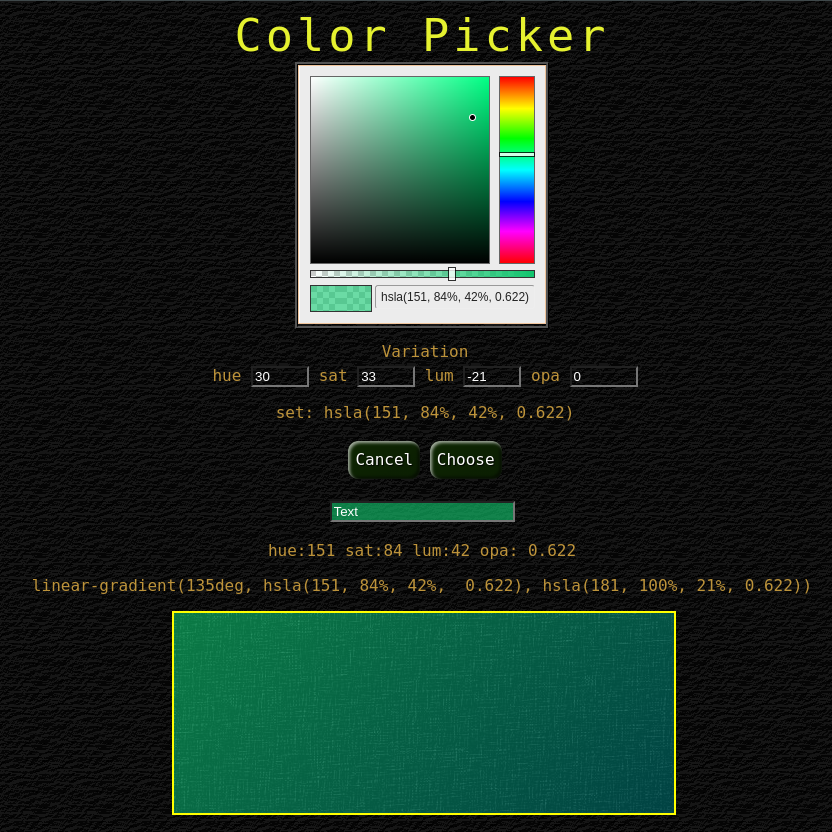 Color Picker
hsla(151, 84%, 42%, 0.622)
Variation
hue 30 sat 33 lum -21 opa 0
set: hsla(151, 84%, 42%, 0.622)
Cancel Choose
Text
hue:151 sat:84 lum:42 opa: 0.622
linear-gradient(135deg, hsla(151, 84%, 42%,  0.622), hsla(181, 100%, 21%, 0.622))